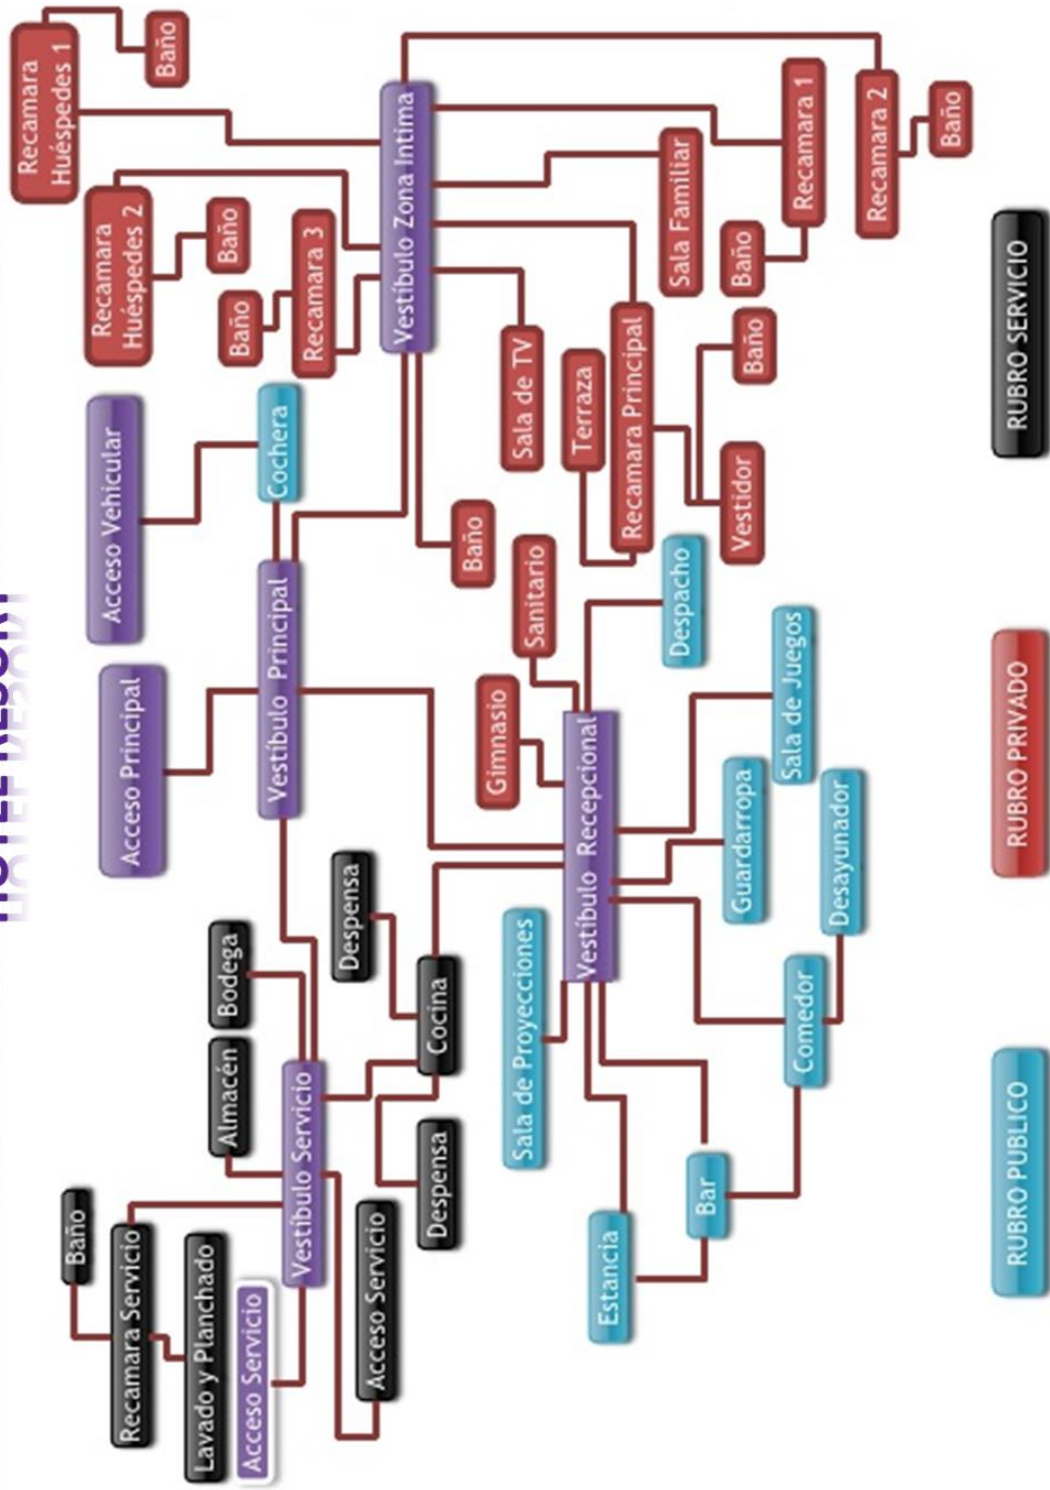 HOTEL RESORT
Recamara
Huéspedes 1
Baño
Acceso Vehicular
Recamara
Huéspedes 2
Acceso Principal
Baño
Recamara Servicio
Baño
Lavado y Planchado
Almacén
Bodega
Baño
Acceso Servicio
Vestíbulo Principal
Cochera
Vestíbulo Servicio
Recamara 3
Despensa
Acceso Servicio
Vestíbulo Zona Intima
Despensa
Cocina
Baño
Gimnasio
Sala de Proyecciones
Sanitario
Sala de TV
Vestíbulo Recepcional
Terraza
Estancia
Recamara Principal
Despacho
Sala Familiar
Bar
Guardarropa
Vestidor
Baño
Baño
Comedor
Sala de Juegos
Recamara 1
Desayunador
Recamara 2
Baño
RUBRO PUBLICO
RUBRO PRIVADO
RUBRO SERVICIO